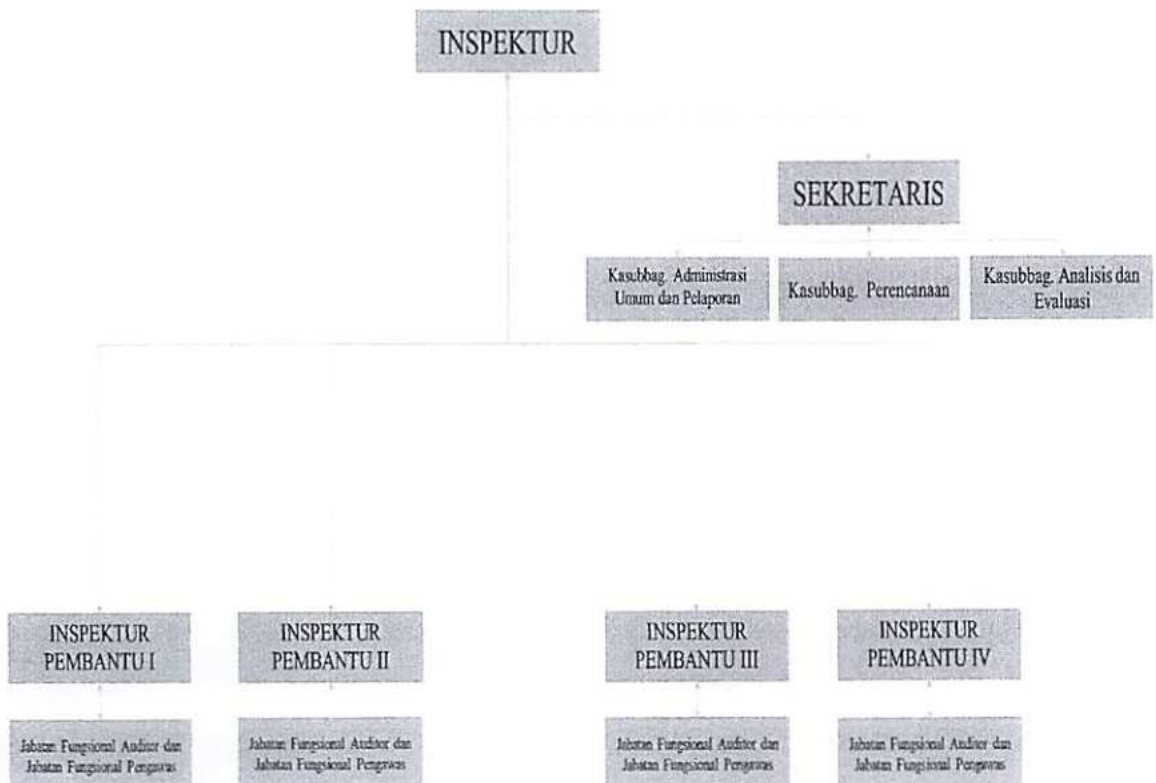 INSPEKTUR
SEKRETARIS
Kasubbag. Administrasi
Umum dan Pelaporan
Kasubbag. Perencanaan
Kasubbag. Analisis dan
Evaluasi
INSPEKTUR
PEMBANTU I
INSPEKTUR
PEMBANTU II
INSPEKTUR
PEMBANTU III
INSPEKTUR
PEMBANTU IV
Jabatan Fungsional Auditor dan
Jabatan Fungsional Pengawas
Jabatan Fungsional Auditor dan
Jabatan Fungsional Pengawas
Jabatan Fungsional Auditor dan
Jabatan Fungsional Pengawas
Jabatan Fungsional Auditor dan
Jabatan Fungsional Pengawas